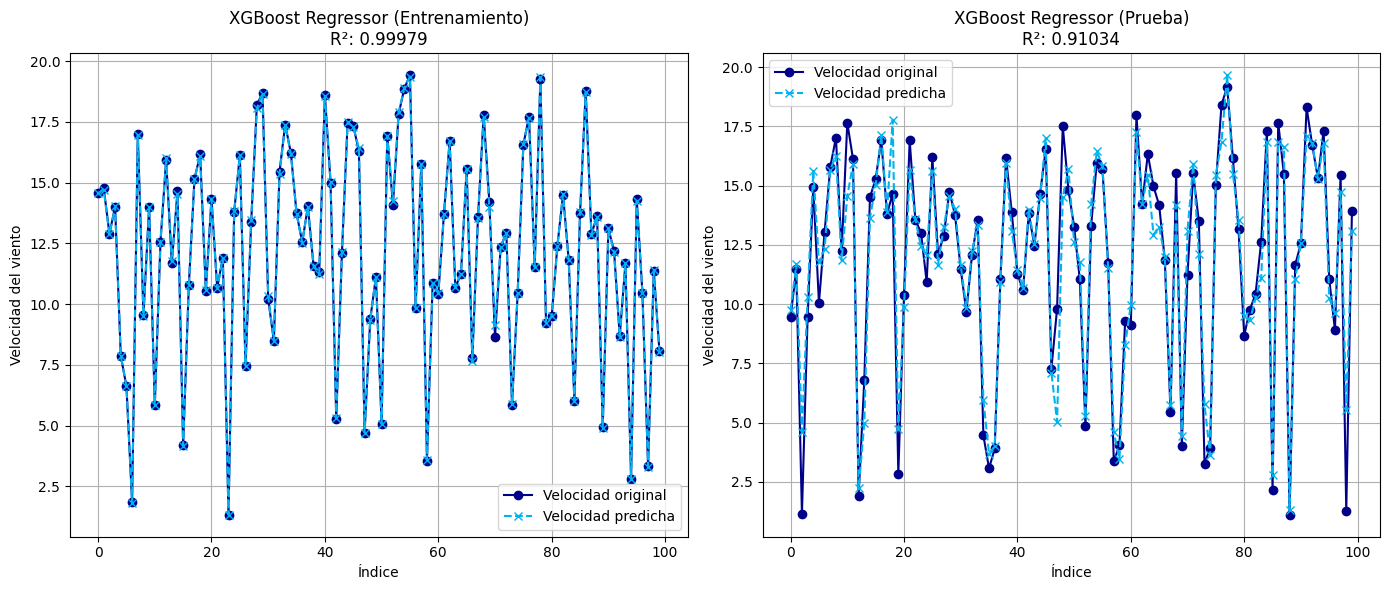 XGBoost Regressor (Entrenamiento)
R²: 0.99979
Velocidad del viento
20.0
17.5
15.0
12.5
10.0
7.5
5.0
2.5
Velocidad original
Velocidad predicha
0
20
40
60
80
100
Índice
XGBoost Regressor (Prueba)
R²: 0.91034
Velocidad original
Velocidad predicha
Velocidad del viento
20.0
17.5
15.0
12.5
10.0
7.5
5.0
2.5
0
20
40
60
80
100
Índice